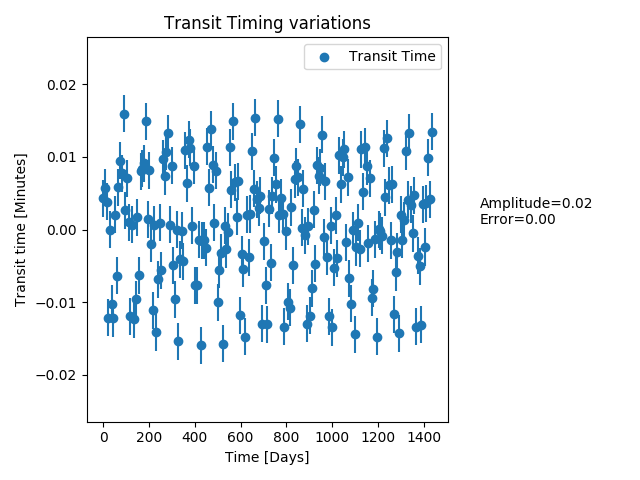 Transit Timing variations
Transit Time
0.02
0.01
0.00
−0.01
−0.02
Transit time [Minutes]
Amplitude=0.02
Error=0.00
0 200 400 600 800 1000 1200 1400
Time [Days]